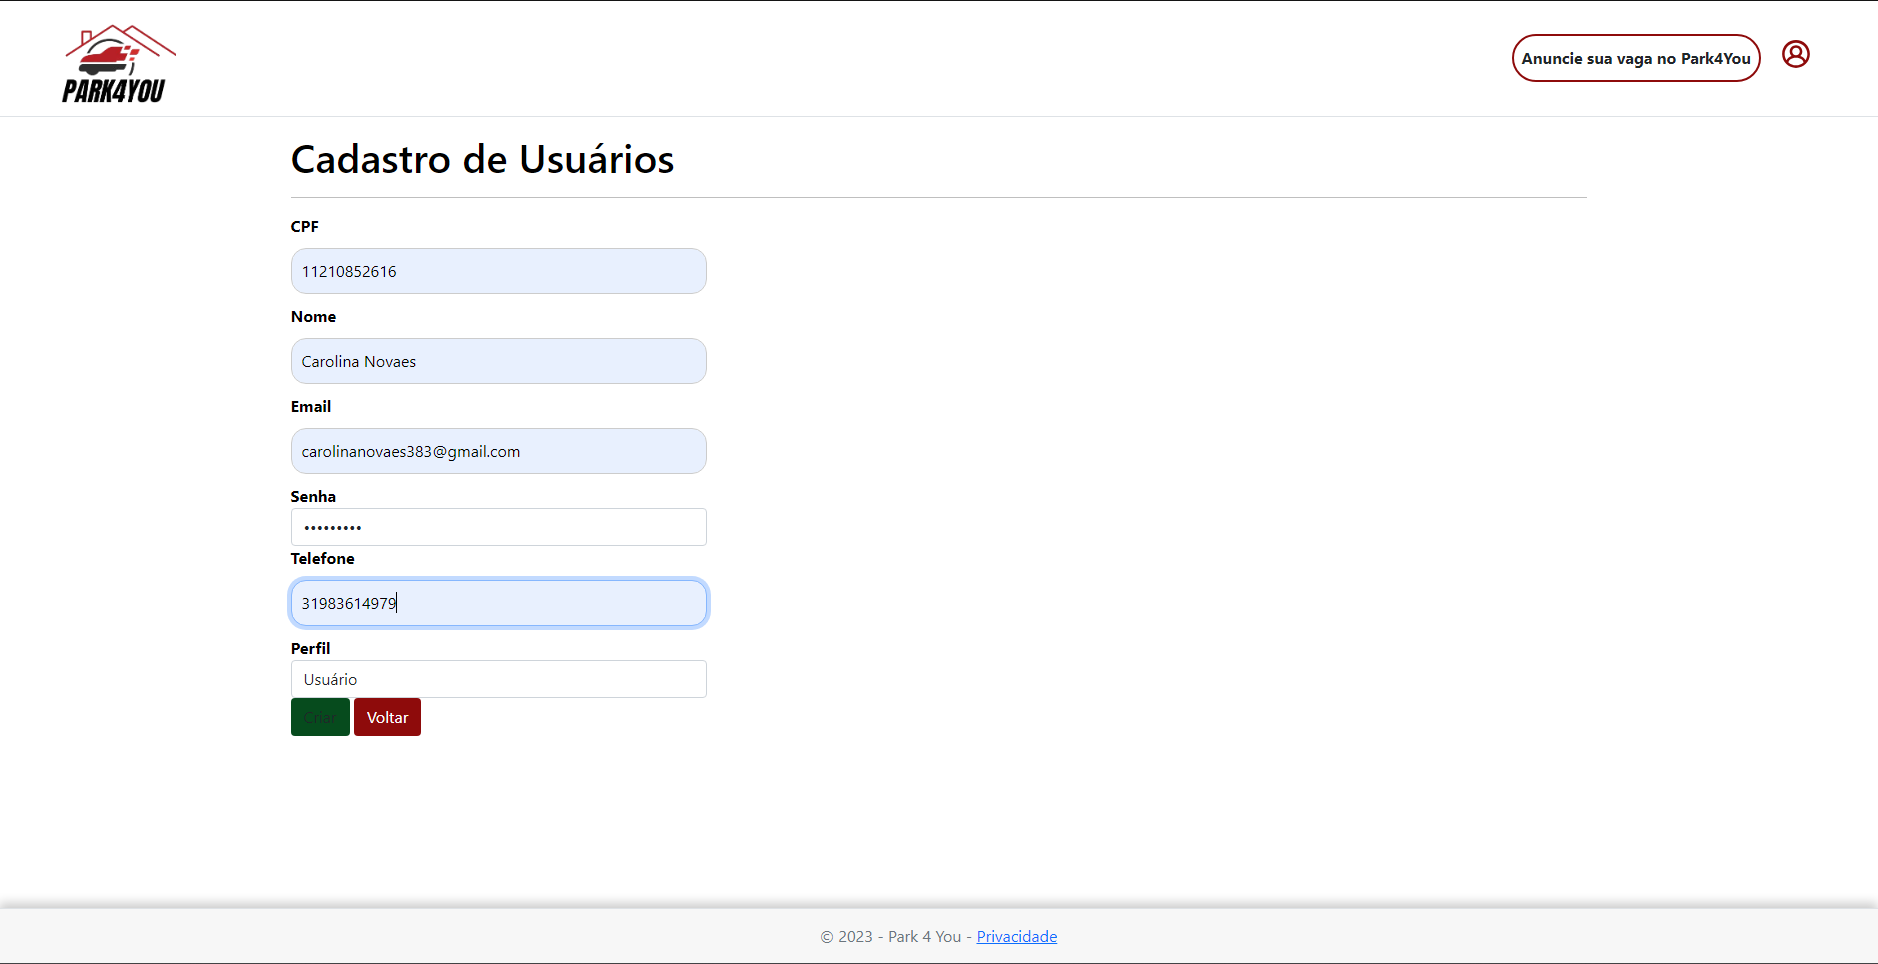 PARK4YOU
Anuncie sua vaga no Park4You
Cadastro de Usuários
CPF
11210852616
Nome
Carolina Novaes
Email
carolinanovaes383@gmail.com
Senha
•••••••••
Telefone
31983614979
Perfil
Usuário
Criar Voltar
© 2023 - Park 4 You - Privacidade